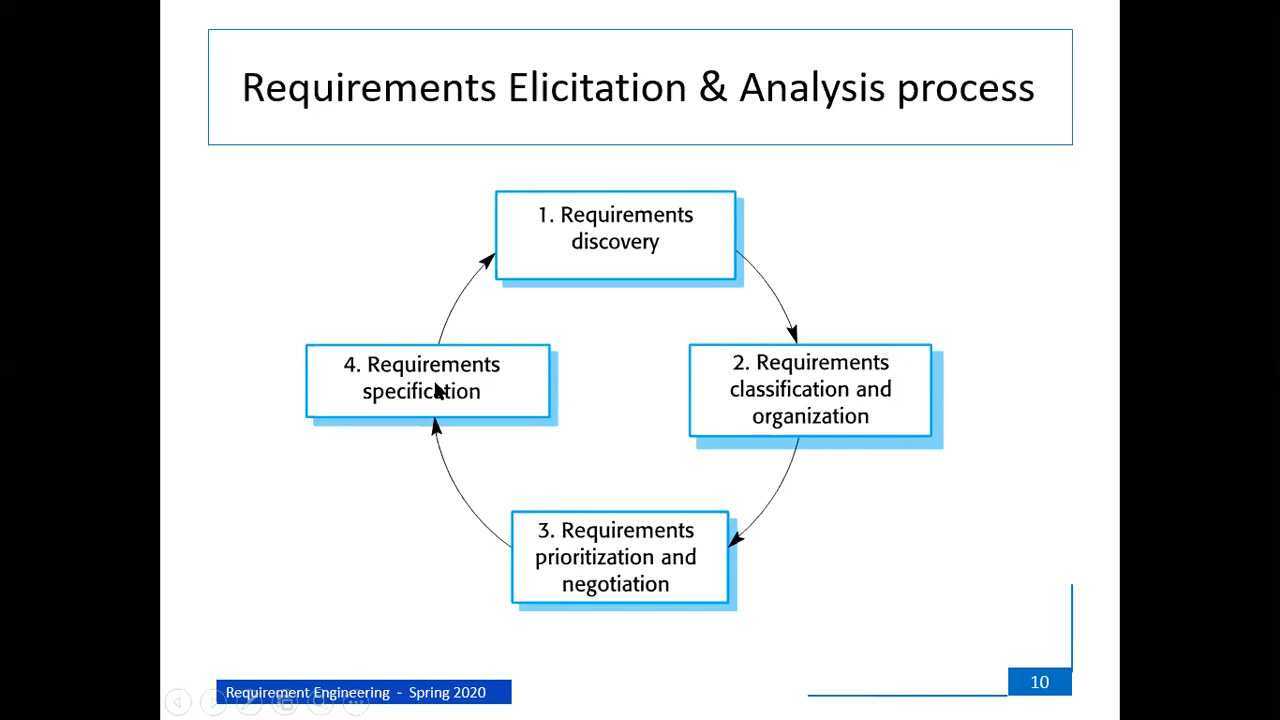 Requirements Elicitation & Analysis process
1. Requirements
discovery
2. Requirements
classification and
organization
3. Requirements
prioritization and
negotiation
4. Requirements
specification
Requirement Engineering - Spring 2020
10